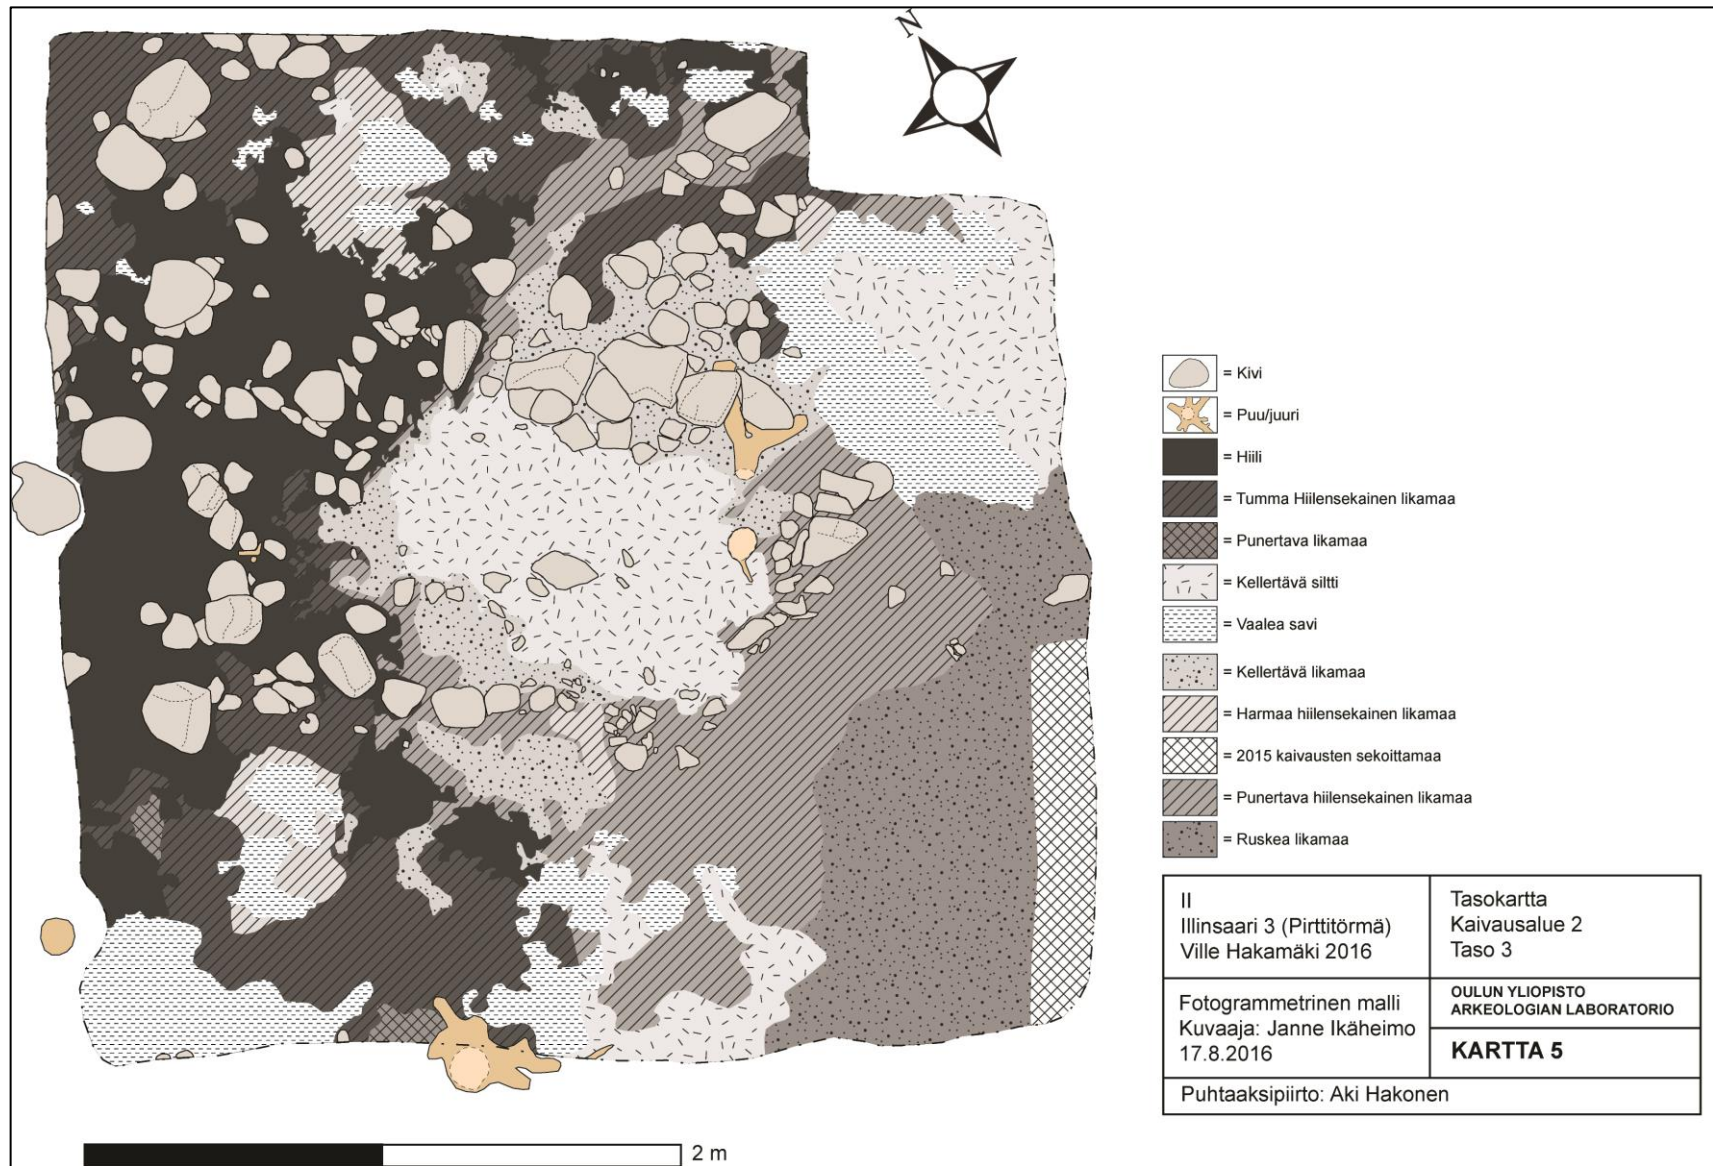 N
= Kivi
= Puu/juuri
= Hiili
= Tumma Hiilensekainen likamaa
= Punertava likamaa
= Kellertävä siltti
= Vaalea savi
= Kellertävä likamaa
= Harmaa hiilensekainen likamaa
= 2015 kaivausten sekoittamaa
= Punertava hiilensekainen likamaa
= Ruskea likamaa
II
Illinsaari 3 (Pirttitörmä)
Ville Hakamäki 2016
Tasokartta
Kaivausalue 2
Taso 3
Fotogrammetrinen malli
Kuvaaja: Janne Ikäheimo
17.8.2016
OULUN YLIOPISTO
ARKEOLOGIAN LABORATORIO
KARTTA 5
Puhtaaksipiirto: Aki Hakonen
2 m